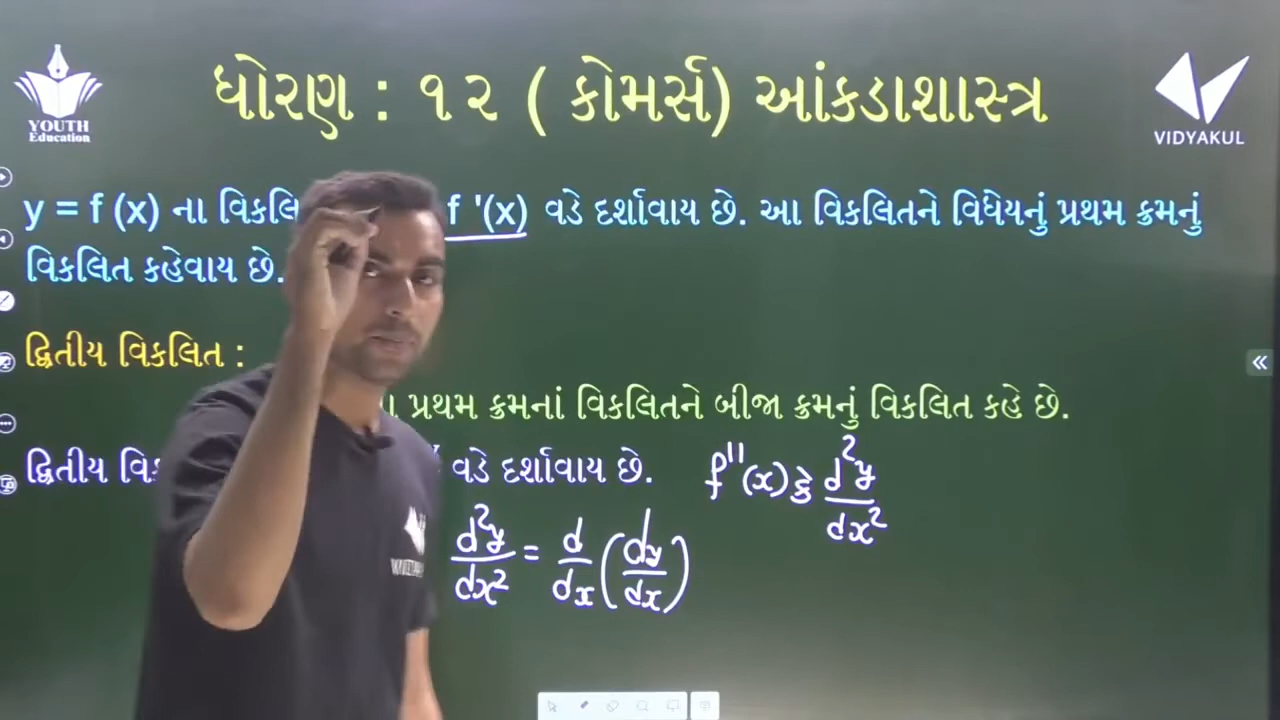 YOUTH
Education
ધોરણ : ૧૨ ( કોમર્સ) આંકડાશાસ્ત્ર
VIDYAKUL
y = f (x) ના f '(x) વડે દર્શાવાય છે. આ વિકલિતને વિધેયનું પ્રથમ ક્રમનું
વિકલિત કહેવાય છે.
દ્વિતીય વિકલિત :
પ્રથમ ક્રમનાં વિકલિતને બીજા ક્રમનું વિકલિત કહે છે.
દ્વિતીય વડે દર્શાવાય છે. f''(x) કે d²y/dx²
d²y/dx² = d/dx (dy/dx)